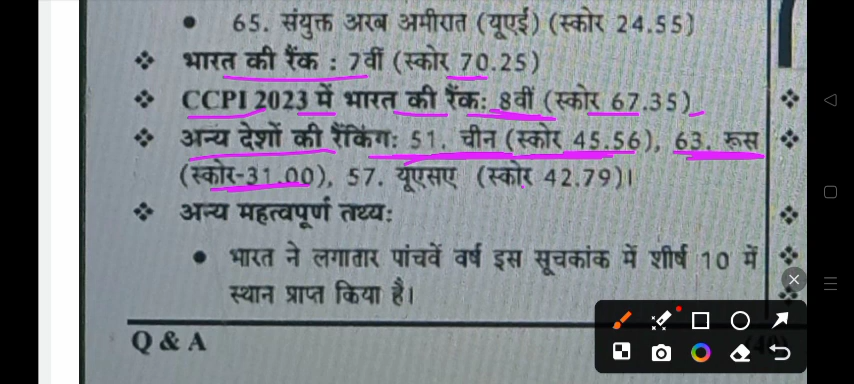 65. संयुक्त अरब अमीरात (यूएई) (स्कोर 24.55)
भारत की रैंक : 7वीं (स्कोर 70.25)
CCPI 2023 में भारत की रैंक: 8वीं (स्कोर 67.35)
अन्य देशों की रैंकिंग: 51. चीन (स्कोर 45.56), 63. रूस
(स्कोर-31.00), 57. यूएसए (स्कोर 42.79)।
अन्य महत्वपूर्ण तथ्य:
भारत ने लगातार पांचवें वर्ष इस सूचकांक में शीर्ष 10 में
स्थान प्राप्त किया है।
Q & A